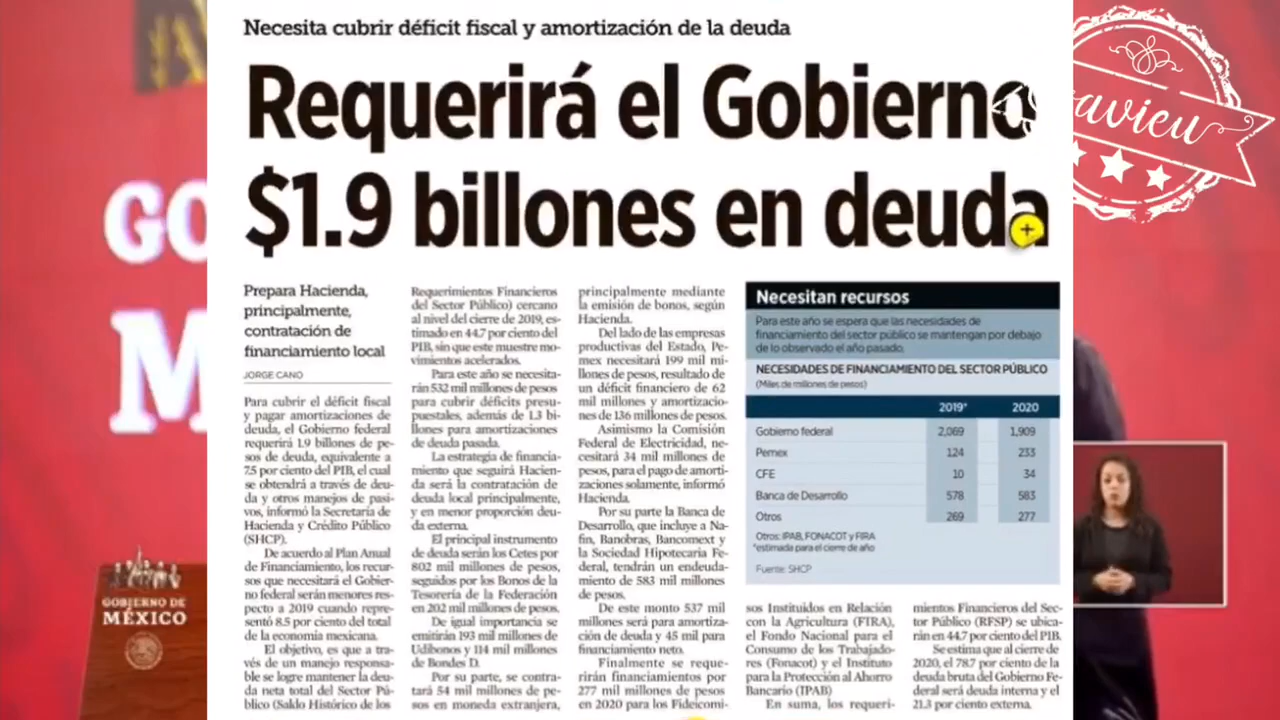 Necesita cubrir déficit fiscal y amortización de la deuda
Requerirá el Gobierno
$1.9 billones en deuda
Prepara Hacienda,
principalmente,
contratación de
financiamiento local
JORGE CANO
Para cubrir el déficit fiscal
y pagar amortizaciones de
deuda, el Gobierno federal
requerirá 1.9 billones de pe-
sos de deuda, equivalente a
7.5 por ciento del PIB, el cual
se obtendrá a través de deu-
da y otros manejos de pasi-
vos, informó la Secretaría de
Hacienda y Crédito Público
(SHCP).
De acuerdo al Plan Anual
de Financiamiento, los recur-
sos que necesitará el Gobier-
no federal serán menores res-
pecto a 2019 cuando repre-
sentó 8.5 por ciento del total
de la economía mexicana.
El objetivo, es que a tra-
vés de un manejo responsa-
ble se logre mantener la deu-
da neta total del Sector Pú-
blico (Saldo Histórico de los
Requerimientos Financieros
del Sector Público) cercano
al nivel del cierre de 2019, es-
timado en 44.7 por ciento del
PIB, sin que este muestre mo-
vimientos acelerados.
Para este año se necesita-
rán 532 mil millones de pesos
para cubrir déficits presu-
puestales, además de 1.3 bi-
llones para amortizaciones
de deuda pasada.
La estrategia de financia-
miento que seguirá Hacien-
da será la contratación de
deuda local principalmente,
y en menor proporción deu-
da externa.
El principal instrumento
de deuda serán los Cetes por
802 mil millones de pesos,
seguidos por los Bonos de la
Tesorería de la Federación
en 202 mil millones de pesos.
De igual importancia se
emitirán 193 mil millones de
Udibonos y 114 mil millones
de Bondes D.
Por su parte, se contra-
tará 54 mil millones de pe-
sos en moneda extranjera,
principalmente mediante
la emisión de bonos, según
Hacienda.
Del lado de las empresas
productivas del Estado, Pe-
mex necesitará 199 mil mi-
llones de pesos, resultado de
un déficit financiero de 62
mil millones y amortizacio-
nes de 136 millones de pesos.
Asimismo la Comisión
Federal de Electricidad, ne-
cesitará 34 mil millones de
pesos, para el pago de amorti-
zaciones solamente, informó
Hacienda.
Por su parte la Banca de
Desarrollo, que incluye a Na-
fin, Banobras, Bancomext y
la Sociedad Hipotecaria Fe-
deral, tendrán un endeuda-
miento de 583 mil millones
de pesos.
De este monto 537 mil
millones será para amortiza-
ción de deuda y 45 mil para
financiamiento neto.
Finalmente se reque-
rirán financiamientos por
277 mil millones de pesos
en 2020 para los Fideicomi-
Necesitan recursos
Para este año se espera que las necesidades de
financiamiento del sector público se mantengan por debajo
de lo observado el año pasado.
NECESIDADES DE FINANCIAMIENTO DEL SECTOR PÚBLICO
(Miles de millones de pesos)
2019* 2020
Gobierno federal 2,069 1,909
Pemex 124 233
CFE 10 34
Banca de Desarrollo 578 583
Otros 269 277
Otros: IPAB, FONACOT y FIRA
*estimada para el cierre de año
Fuente: SHCP
sos Instituidos en Relación
con la Agricultura (FIRA),
el Fondo Nacional para el
Consumo de los Trabajado-
res (Fonacot) y el Instituto
para la Protección al Ahorro
Bancario (IPAB)
En suma, los requeri-
mientos Financieros del Sec-
tor Público (RFSP) se ubica-
rán en 44.7 por ciento del PIB.
Se estima que al cierre de
2020, el 78.7 por ciento de la
deuda bruta del Gobierno Fe-
deral será deuda interna y el
21.3 por ciento externa.
GO
M
GOBIERNO DE
MÉXICO